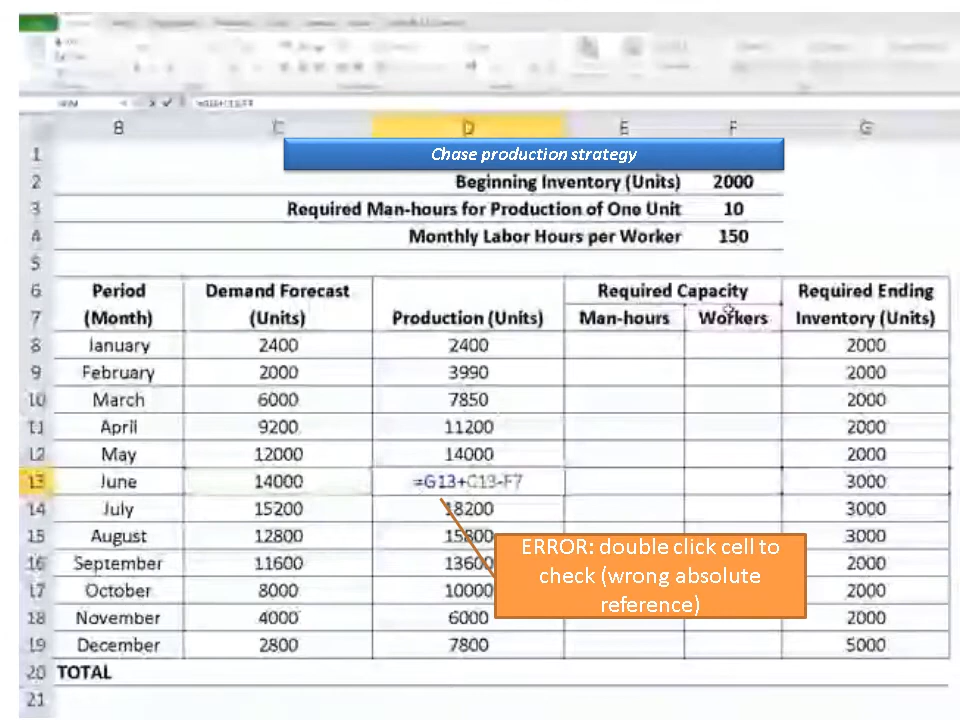 B C D E F G
1 Chase production strategy
2 Beginning Inventory (Units) 2000
3 Required Man-hours for Production of One Unit 10
4 Monthly Labor Hours per Worker 150
5
6 Period Demand Forecast Required Capacity Required Ending
7 (Month) (Units) Production (Units) Man-hours Workers Inventory (Units)
8 January 2400 2400 2000
9 February 2000 3990 2000
10 March 6000 7850 2000
11 April 9200 11200 2000
12 May 12000 14000 2000
13 June 14000 =G13+C13-F7 3000
14 July 15200 18200 3000
15 August 12800 15800 3000
16 September 11600 13600 2000
17 October 8000 10000 2000
18 November 4000 6000 2000
19 December 2800 7800 5000
20 TOTAL
21
ERROR: double click cell to
check (wrong absolute
reference)